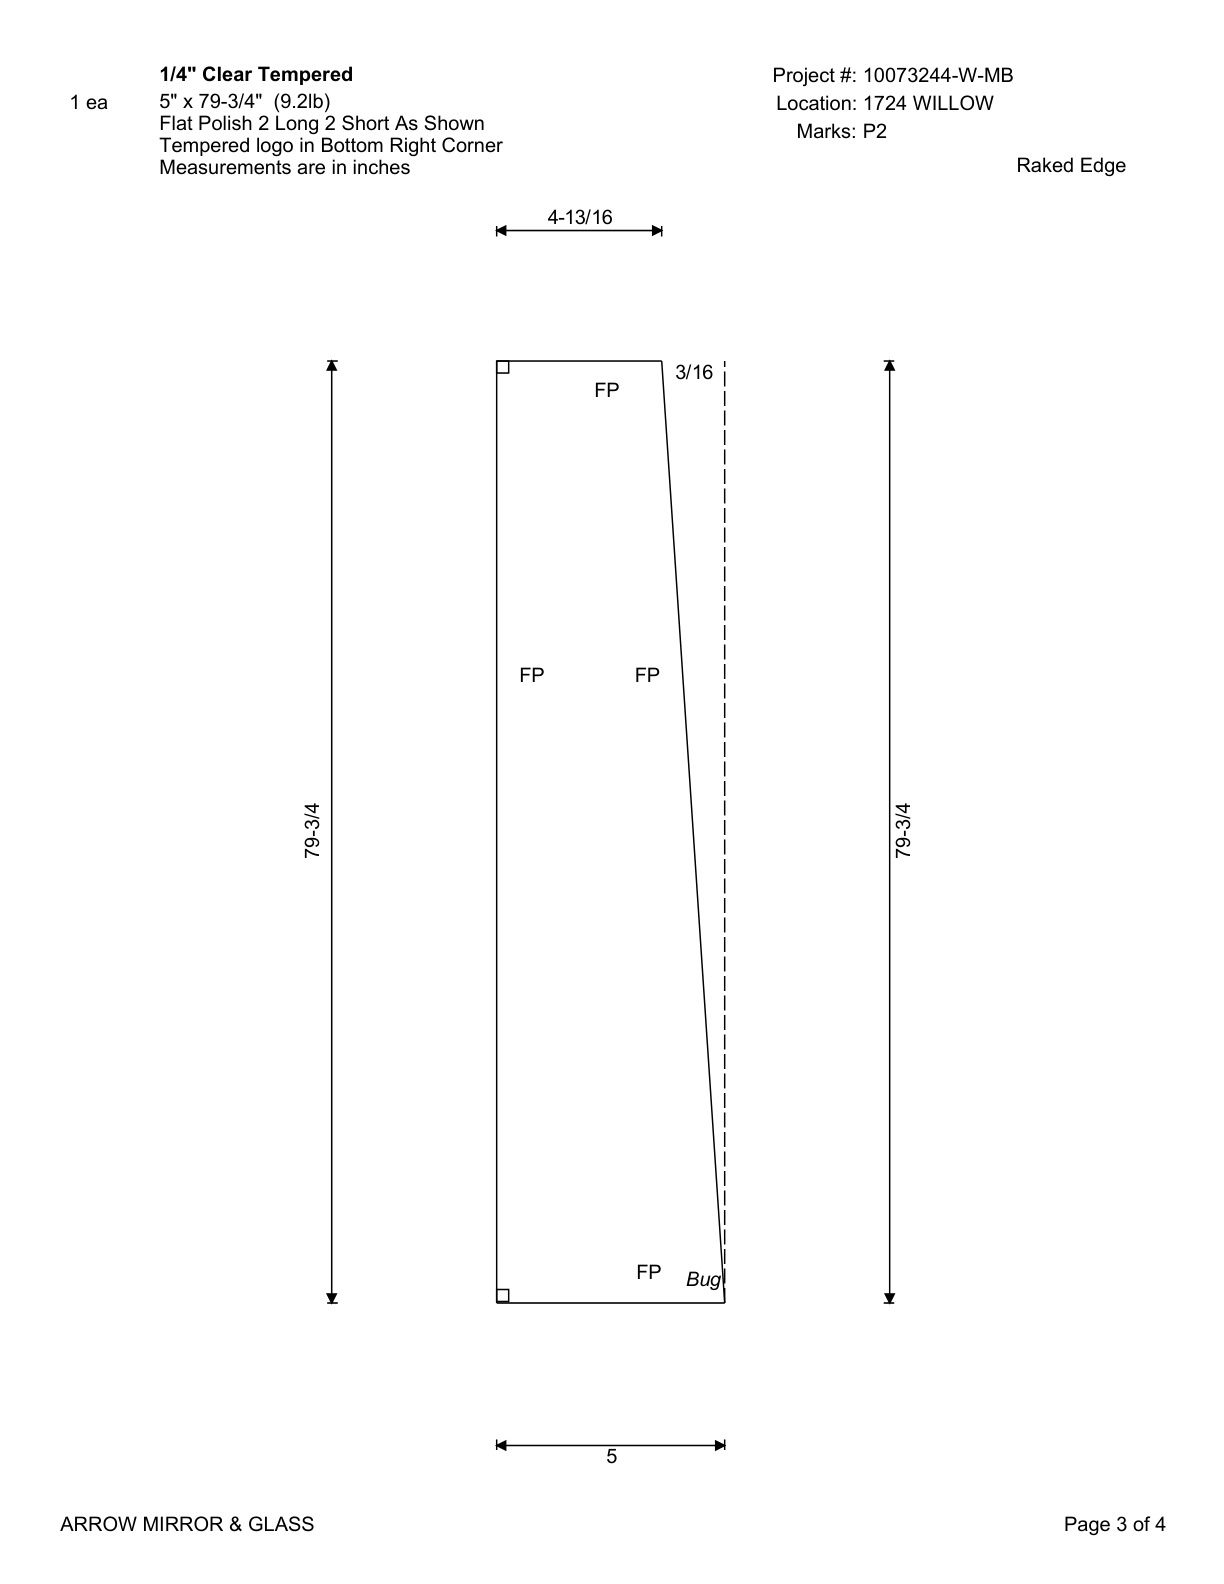 1/4" Clear Tempered
1 ea
5" x 79-3/4"  (9.2lb)
Flat Polish 2 Long 2 Short As Shown
Tempered logo in Bottom Right Corner
Measurements are in inches
Project #: 10073244-W-MB
Location: 1724 WILLOW
Marks: P2
Raked Edge
4-13/16
3/16
FP
FP
FP
79-3/4
79-3/4
FP
Bug
5
ARROW MIRROR & GLASS
Page 3 of 4